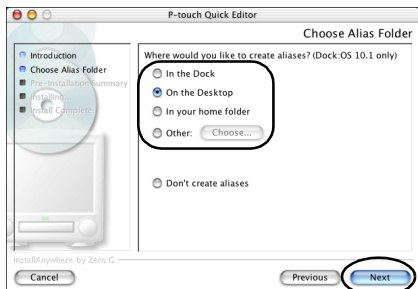 P-touch Quick Editor
Choose Alias Folder
Introduction
Choose Alias Folder
Pre-Installation Summary
Installing...
Install Complete
Where would you like to create aliases? (Dock:OS 10.1 only)
In the Dock
On the Desktop
In your home folder
Other: Choose...
Don't create aliases
InstallAnywhere by Zero G
Cancel
Previous
Next